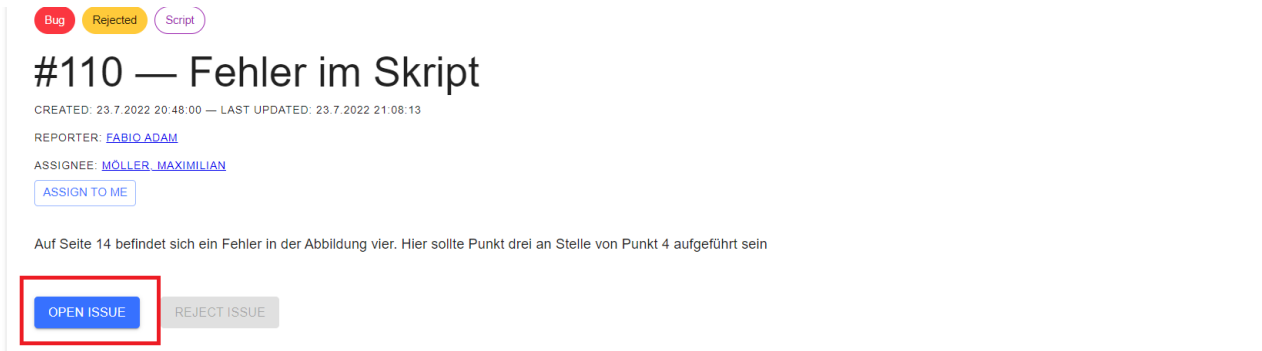 Bug Rejected Script
#110 — Fehler im Skript
CREATED: 23.7.2022 20:48:00 — LAST UPDATED: 23.7.2022 21:08:13
REPORTER: FABIO ADAM
ASSIGNEE: MÖLLER, MAXIMILIAN
ASSIGN TO ME
Auf Seite 14 befindet sich ein Fehler in der Abbildung vier. Hier sollte Punkt drei an Stelle von Punkt 4 aufgeführt sein
OPEN ISSUE REJECT ISSUE